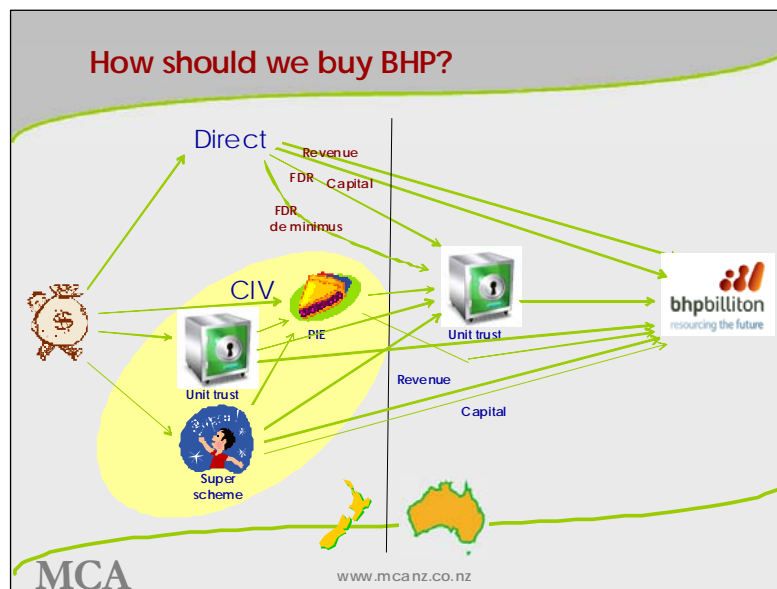 How should we buy BHP?
Direct
Revenue
FDR
Capital
FDR
de minimus
CIV
$
PIE
Unit trust
Unit trust
bhpbilliton
resourcing the future
Revenue
Capital
Super
scheme
MCA
www.mcanz.co.nz